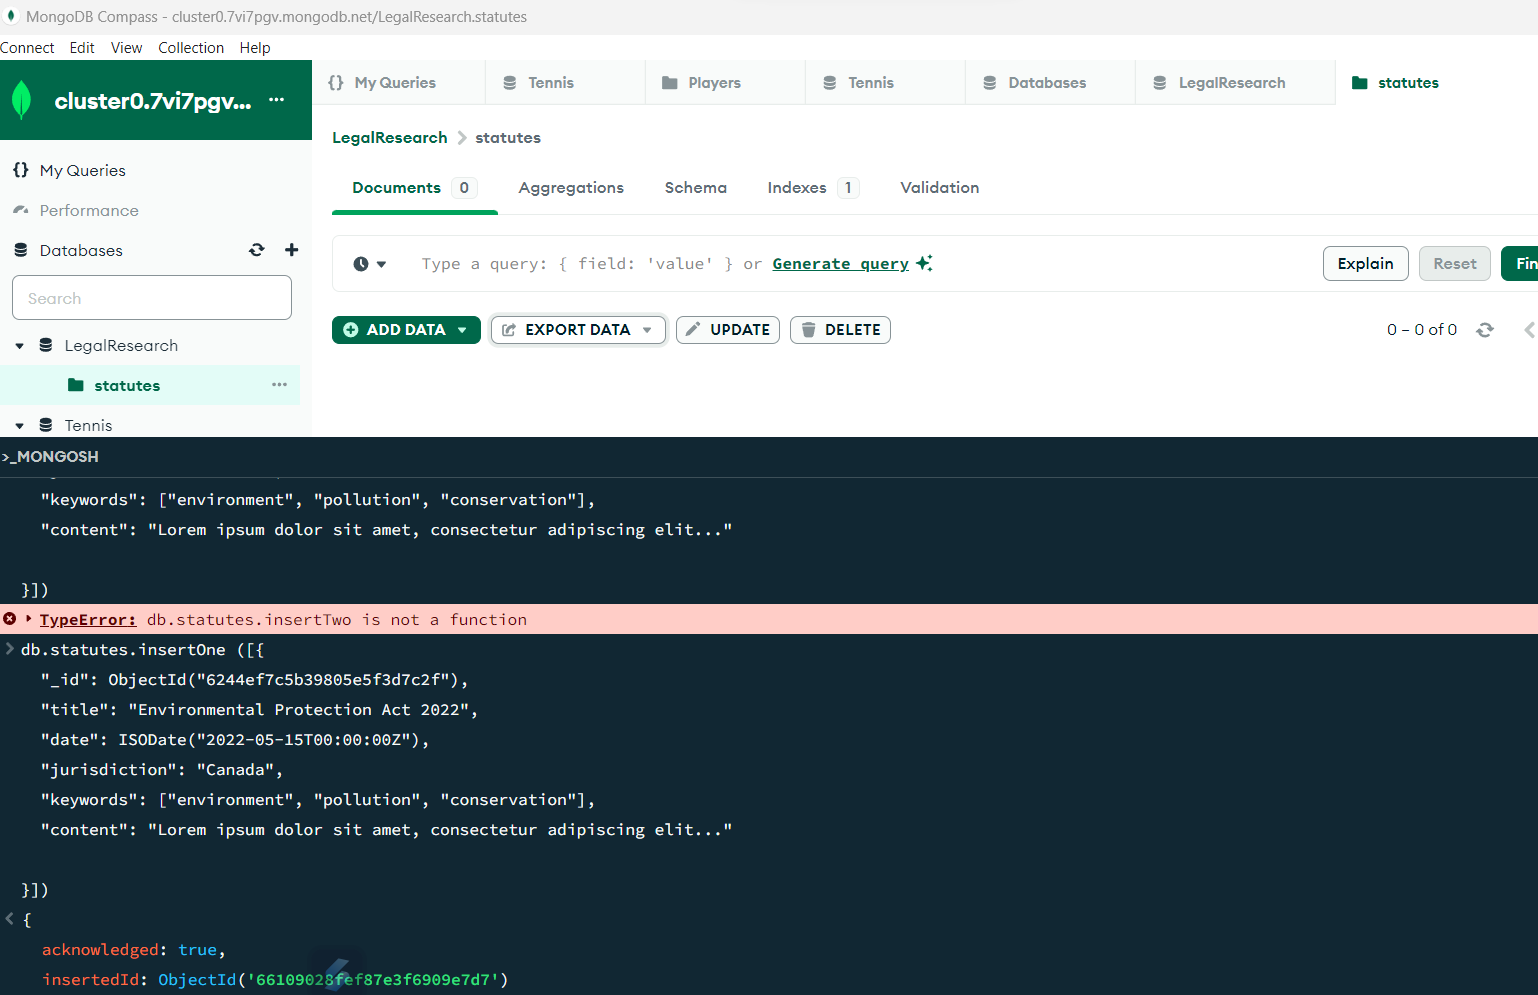 MongoDB Compass - cluster0.7vi7pgv.mongodb.net/LegalResearch.statutes
Connect Edit View Collection Help
cluster0.7vi7pgv... ...
{} My Queries Tennis Players Tennis Databases LegalResearch statutes
LegalResearch > statutes
{} My Queries
Performance
Databases
Search
LegalResearch
statutes ...
Tennis
Documents 0 Aggregations Schema Indexes 1 Validation
Type a query: { field: 'value' } or Generate query
Explain Reset Fin
ADD DATA EXPORT DATA UPDATE DELETE 0 – 0 of 0
>_MONGOSH
"keywords": ["environment", "pollution", "conservation"],
"content": "Lorem ipsum dolor sit amet, consectetur adipiscing elit..."
}])
TypeError: db.statutes.insertTwo is not a function
> db.statutes.insertOne ([{
"_id": ObjectId("6244ef7c5b39805e5f3d7c2f"),
"title": "Environmental Protection Act 2022",
"date": ISODate("2022-05-15T00:00:00Z"),
"jurisdiction": "Canada",
"keywords": ["environment", "pollution", "conservation"],
"content": "Lorem ipsum dolor sit amet, consectetur adipiscing elit..."
}])
< {
acknowledged: true,
insertedId: ObjectId('66109028fef87e3f6909e7d7')